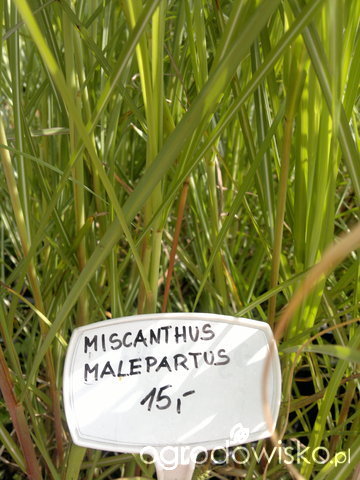 MISCANTHUS
MALEPARTUS
15,-
ogrodowisko.pl